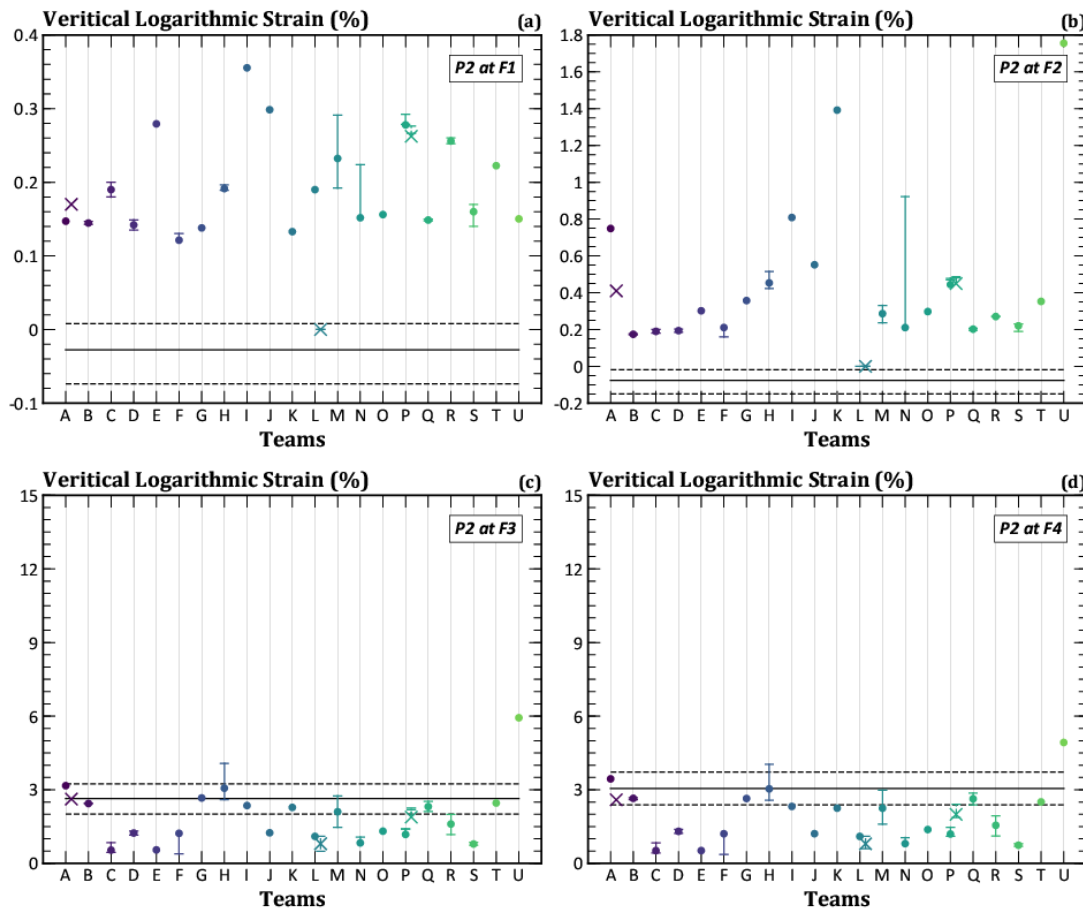 Veritical Logarithmic Strain (%) (a)
0.4
P2 at F1
0.3
0.2
0.1
0
-0.1
A B C D E F G H I J K L M N O P Q R S T U
Teams
Veritical Logarithmic Strain (%) (b)
1.8
P2 at F2
1.6
1.4
1.2
1
0.8
0.6
0.4
0.2
0
-0.2
A B C D E F G H I J K L M N O P Q R S T U
Teams
Veritical Logarithmic Strain (%) (c)
15
P2 at F3
12
9
6
3
0
A B C D E F G H I J K L M N O P Q R S T U
Teams
Veritical Logarithmic Strain (%) (d)
15
P2 at F4
12
9
6
3
0
A B C D E F G H I J K L M N O P Q R S T U
Teams